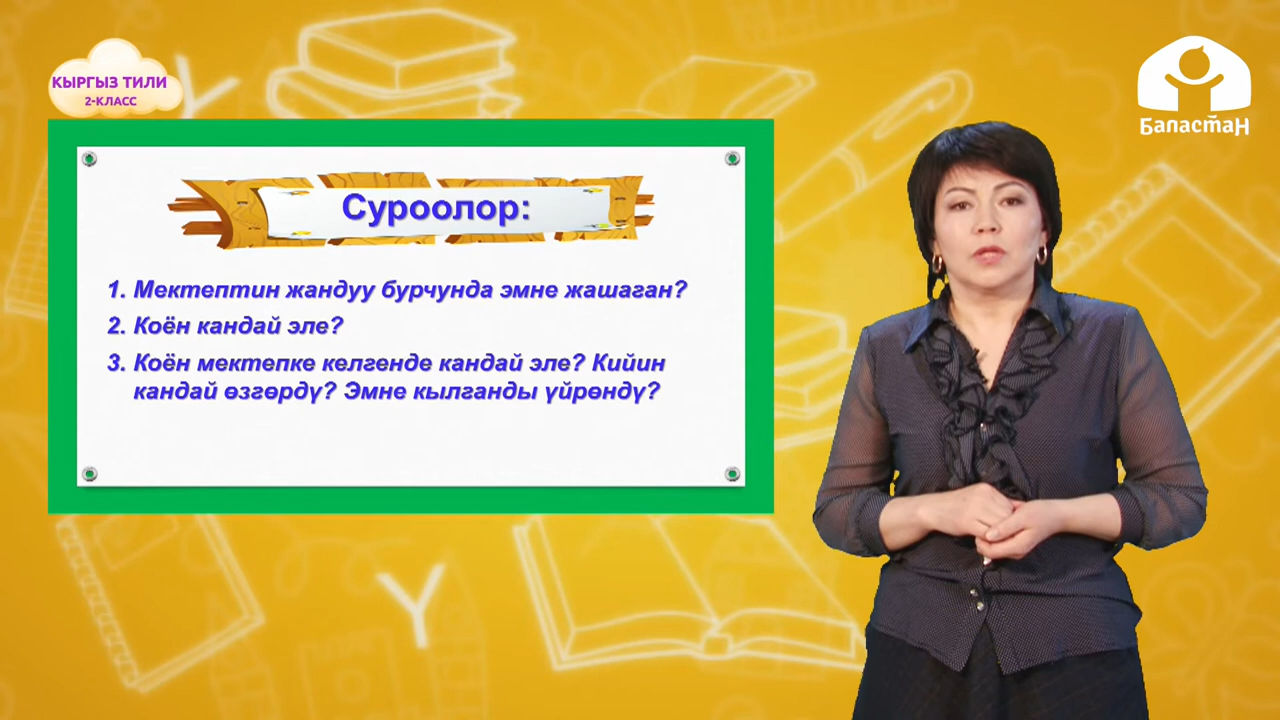 КЫРГЫЗ ТИЛИ
2-КЛАСС
Баластан
Суроолор:
1. Мектептин жандуу бурчунда эмне жашаган?
2. Коён кандай эле?
3. Коён мектепке келгенде кандай эле? Кийин
кандай өзгөрдү? Эмне кылганды үйрөндү?
Y
Y